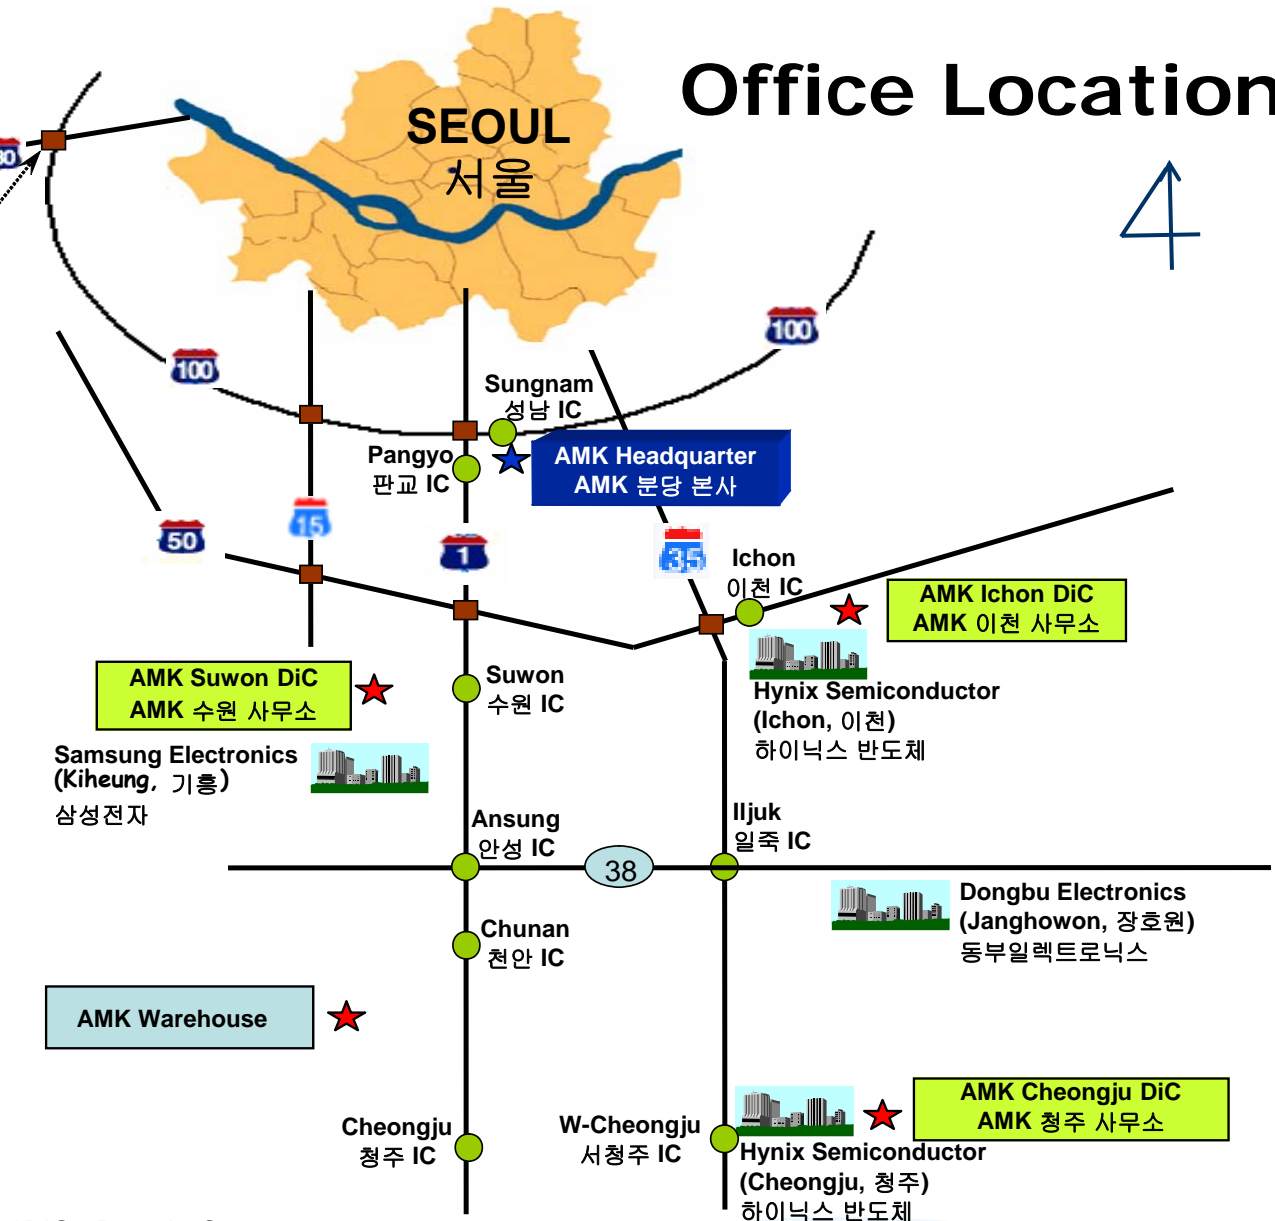 Office Location
SEOUL
서울
4
100
100
Sungnam
성남 IC
Pangyo
판교 IC
AMK Headquarter
AMK 분당 본사
50
15
1
35
Ichon
이천 IC
AMK Ichon DiC
AMK 이천 사무소
AMK Suwon DiC
AMK 수원 사무소
Suwon
수원 IC
Hynix Semiconductor
(Ichon, 이천)
하이닉스 반도체
Samsung Electronics
(Kiheung, 기흥)
삼성전자
Ansung
안성 IC
38
Iljuk
일죽 IC
Dongbu Electronics
(Janghowon, 장호원)
동부일렉트로닉스
Chunan
천안 IC
AMK Warehouse
Cheongju
청주 IC
W-Cheongju
서청주 IC
AMK Cheongju DiC
AMK 청주 사무소
Hynix Semiconductor
(Cheongju, 청주)
하이닉스 반도체